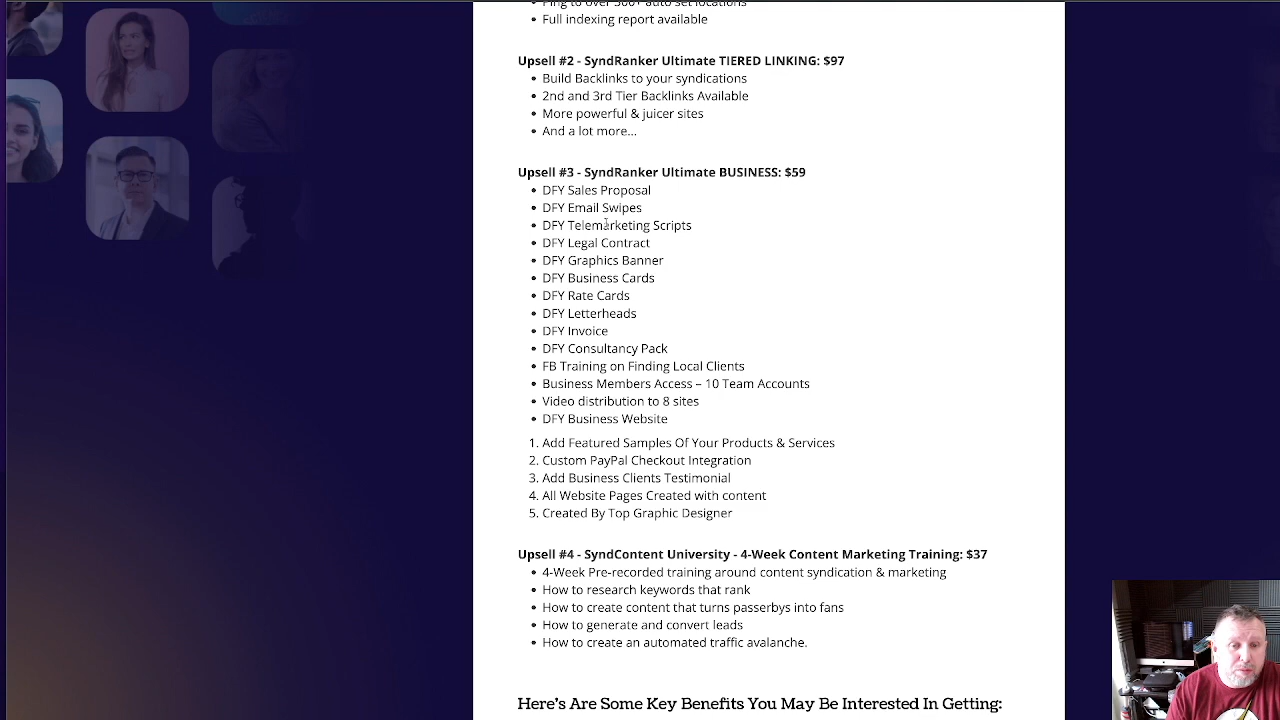 Ping to over 300+ auto set locations
Full indexing report available
Upsell #2 - SyndRanker Ultimate TIERED LINKING: $97
Build Backlinks to your syndications
2nd and 3rd Tier Backlinks Available
More powerful & juicer sites
And a lot more...
Upsell #3 - SyndRanker Ultimate BUSINESS: $59
DFY Sales Proposal
DFY Email Swipes
DFY Telemarketing Scripts
DFY Legal Contract
DFY Graphics Banner
DFY Business Cards
DFY Rate Cards
DFY Letterheads
DFY Invoice
DFY Consultancy Pack
FB Training on Finding Local Clients
Business Members Access – 10 Team Accounts
Video distribution to 8 sites
DFY Business Website
1. Add Featured Samples Of Your Products & Services
2. Custom PayPal Checkout Integration
3. Add Business Clients Testimonial
4. All Website Pages Created with content
5. Created By Top Graphic Designer
Upsell #4 - SyndContent University - 4-Week Content Marketing Training: $37
4-Week Pre-recorded training around content syndication & marketing
How to research keywords that rank
How to create content that turns passerbys into fans
How to generate and convert leads
How to create an automated traffic avalanche.
Here's Are Some Key Benefits You May Be Interested In Getting: